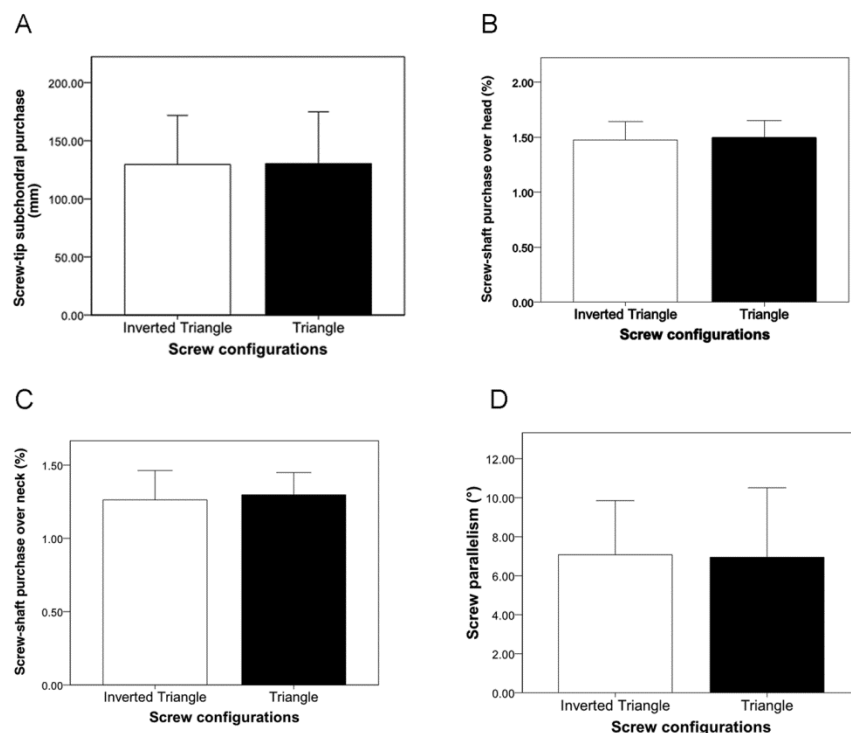 A
Screw-tip subchondral purchase
(mm)
200.00
150.00
100.00
50.00
0.00
Inverted Triangle
Triangle
Screw configurations
B
Screw-shaft purchase over head (%)
2.00
1.50
1.00
0.50
0.00
Inverted Triangle
Triangle
Screw configurations
C
Screw-shaft purchase over neck (%)
1.50
1.00
0.50
0.00
Inverted Triangle
Triangle
Screw configurations
D
Screw parallelism (°)
12.00
10.00
8.00
6.00
4.00
2.00
0.00
Inverted Triangle
Triangle
Screw configurations